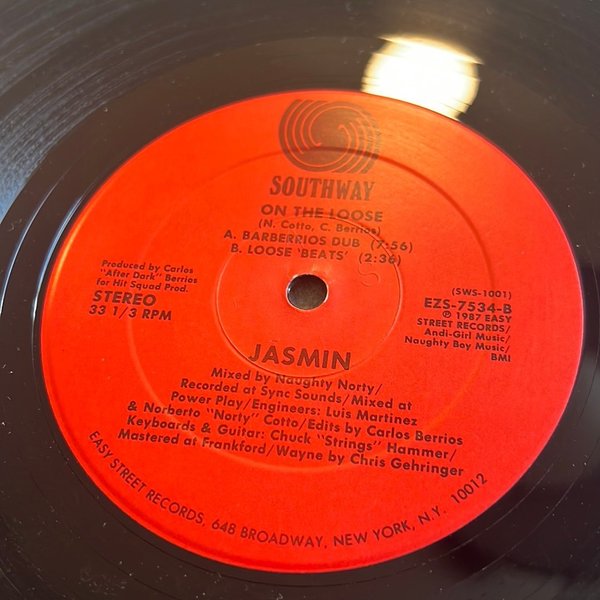 SOUTHWAY
ON THE LOOSE
(N. Cotto, C. Berrios)
A. BARBERRIOS DUB (7:56)
B. LOOSE 'BEATS' (2:36)
Produced by Carlos
"After Dark" Berrios
for Hit Squad Prod.
STEREO
33 1/3 RPM
(SWS-1001)
EZS-7534-B
℗ 1987 EASY
STREET RECORDS/
Andi-Girl Music/
Naughty Boy Music/
BMI
JASMIN
Mixed by Naughty Norty/
Recorded at Sync Sounds/Mixed at
Power Play/Engineers: Luis Martinez
& Norberto "Norty" Cotto/Edits by Carlos Berrios
Keyboards & Guitar: Chuck "Strings" Hammer/
Mastered at Frankford/Wayne by Chris Gehringer
EASY STREET RECORDS, 648 BROADWAY, NEW YORK, N.Y. 10012